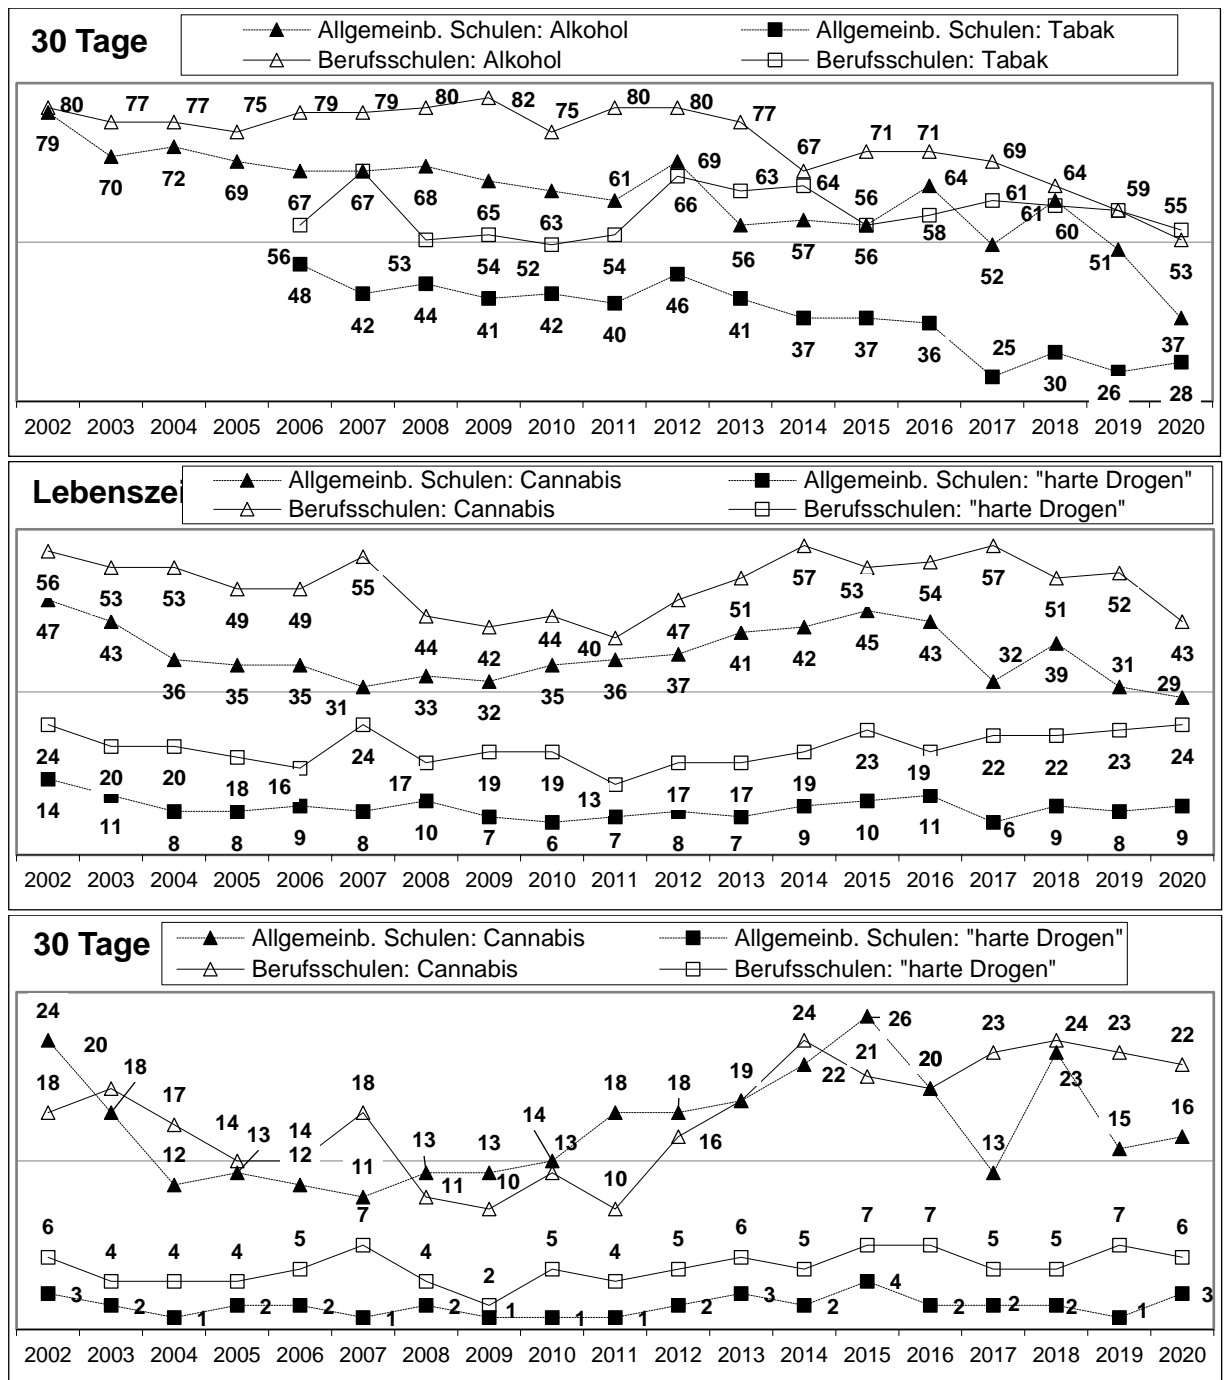 30 Tage
Allgemeinb. Schulen: Alkohol
Allgemeinb. Schulen: Tabak
Berufsschulen: Alkohol
Berufsschulen: Tabak
80 77 77 75 79 79 80 82 75 80 80 77 67 71 71 69 64 59 55
79 70 72 69 67 67 68 65 63 61 69 56 57 56 64 52 61 51 37
56 53 54 52 54 66 63 64 56 58 61 60 53
48 42 44 41 42 40 46 41 37 37 36 25 30 26 28
2002 2003 2004 2005 2006 2007 2008 2009 2010 2011 2012 2013 2014 2015 2016 2017 2018 2019 2020
Lebenszei
Allgemeinb. Schulen: Cannabis
Allgemeinb. Schulen: "harte Drogen"
Berufsschulen: Cannabis
Berufsschulen: "harte Drogen"
56 53 53 49 49 55 44 42 44 40 47 51 57 53 54 57 51 52 43
47 43 36 35 35 31 33 32 35 36 37 41 42 45 43 32 39 31 29
24 20 20 18 16 24 17 19 19 13 17 17 19 23 19 22 22 23 24
14 11 8 8 9 8 10 7 6 7 8 7 9 10 11 6 9 8 9
2002 2003 2004 2005 2006 2007 2008 2009 2010 2011 2012 2013 2014 2015 2016 2017 2018 2019 2020
30 Tage
Allgemeinb. Schulen: Cannabis
Allgemeinb. Schulen: "harte Drogen"
Berufsschulen: Cannabis
Berufsschulen: "harte Drogen"
24 18 12 13 12 11 13 13 14 18 18 19 22 26 20 13 23 15 16
18 20 17 14 14 18 11 10 13 10 16 24 21 23 24 23 22
6 4 4 4 5 7 4 2 5 4 5 6 5 7 7 5 5 7 6
3 2 1 2 2 1 2 1 1 1 2 3 2 4 2 2 2 1 3
2002 2003 2004 2005 2006 2007 2008 2009 2010 2011 2012 2013 2014 2015 2016 2017 2018 2019 2020